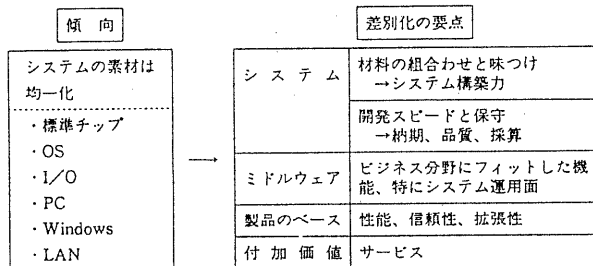 傾向
システムの素材は
均一化
・標準チップ
・OS
・I/O
・PC
・Windows
・LAN
差別化の要点
システム
材料の組合わせと味つけ
→システム構築力
開発スピードと保守
→納期、品質、採算
ミドルウェア
ビジネス分野にフィットした機
能、特にシステム運用面
製品のベース
性能、信頼性、拡張性
付加価値
サービス